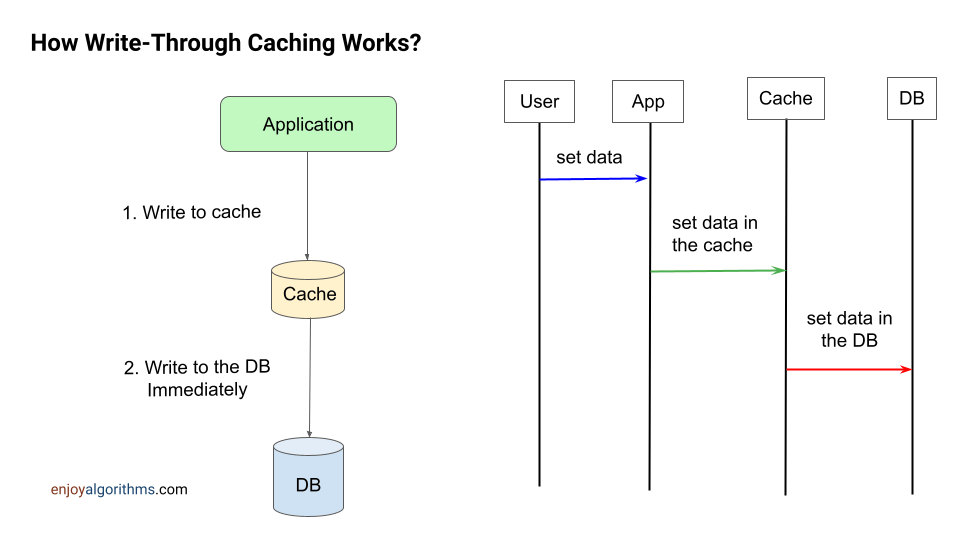 How Write-Through Caching Works?
Application
1. Write to cache
Cache
2. Write to the DB
Immediately
DB
enjoyalgorithms.com
User
App
Cache
DB
set data
set data in
the cache
set data in
the DB